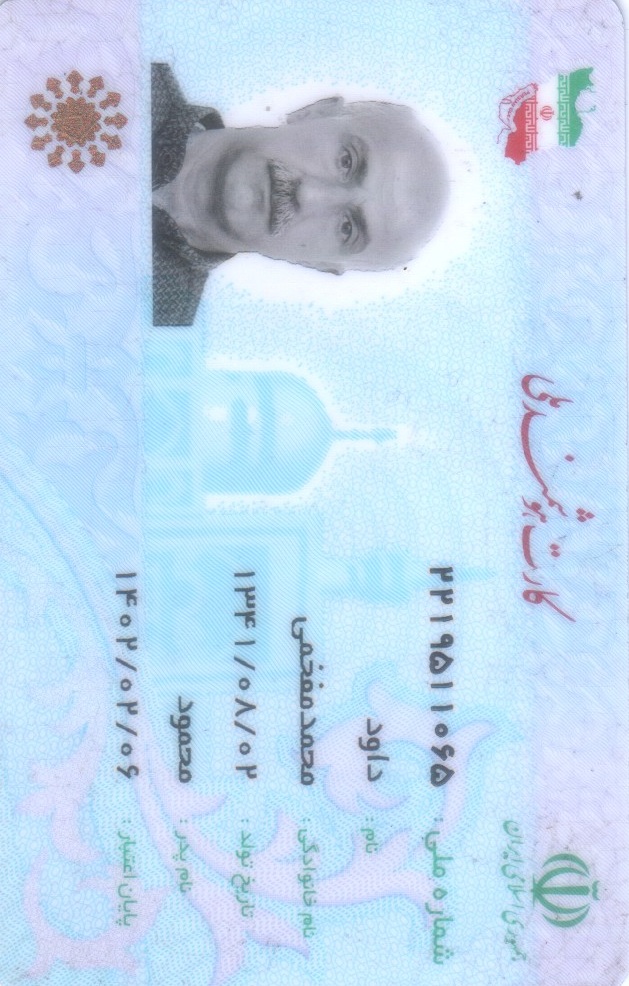 کارت هوشمند ملی
جمهوری اسلامی ایران
شماره ملی : ۲۲۱۹۵۱۱۰۶۵
نام : داود
نام خانوادگی : محمدمفخمی
تاریخ تولد : ۱۳۴۱/۰۸/۰۲
نام پدر : محمود
پایان اعتبار : ۱۴۰۲/۰۲/۰۶